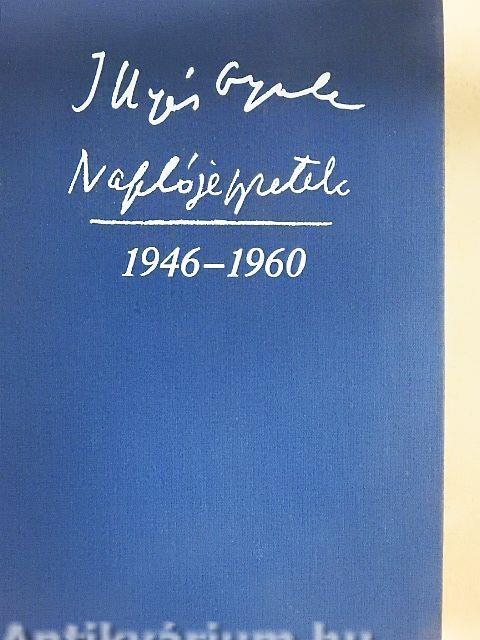 Illyés Gyula
Naplójegyzetek
1946–1960
Antikvárium.hu